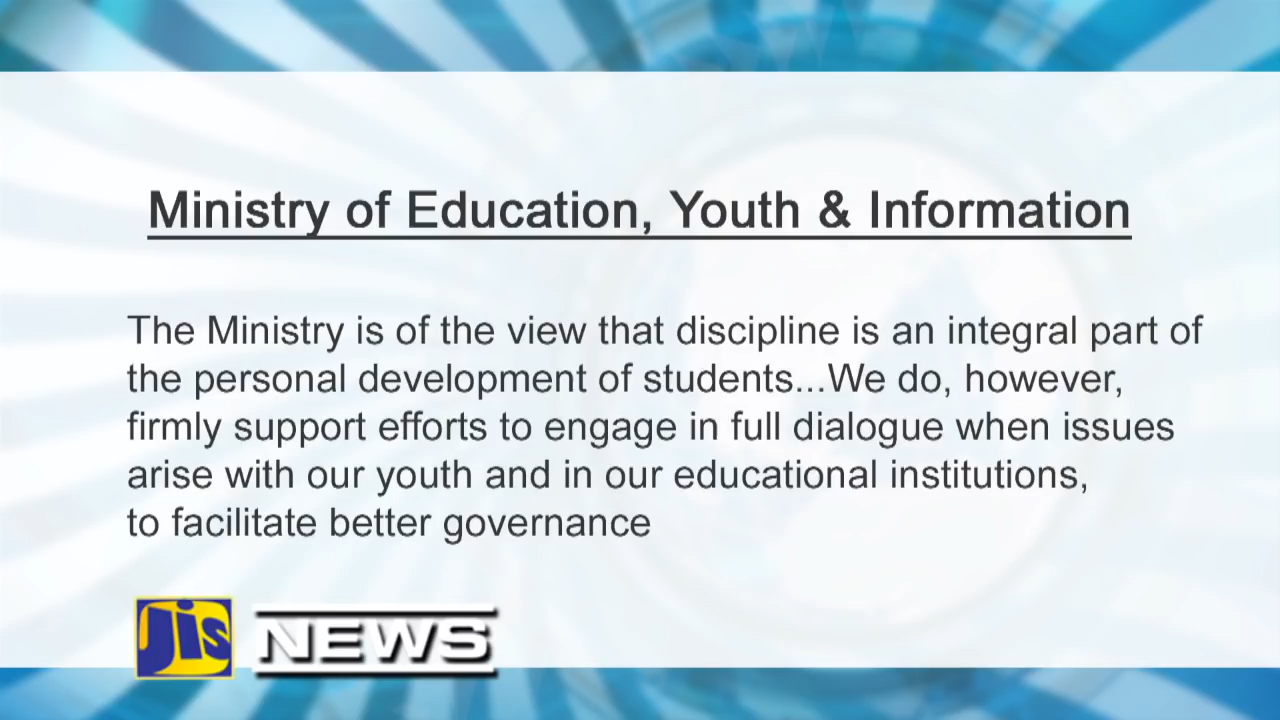 Ministry of Education, Youth & Information
The Ministry is of the view that discipline is an integral part of
the personal development of students...We do, however,
firmly support efforts to engage in full dialogue when issues
arise with our youth and in our educational institutions,
to facilitate better governance
Jis NEWS